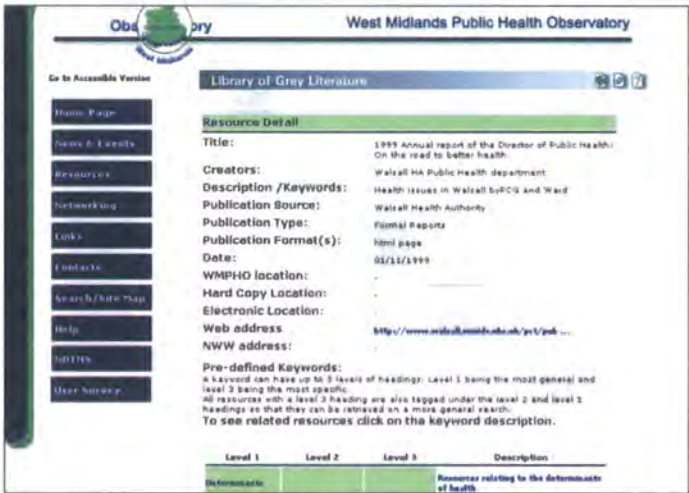 West Midlands Public Health Observatory
West Midlands
Go to Accessible Version
Library of Grey Literature
Home Page
News & Events
Resources
Networking
Links
Contacts
Search/Site Map
Help
User Survey
Resource Detail
Title: 1999 Annual report of the Director of Public Health: On the road to better health
Creators: Walsall HA Public Health department
Description /Keywords: Health issues in Walsall byPCG and Ward
Publication Source: Walsall Health Authority
Publication Type: Formal Reports
Publication Format(s): html page
Date: 01/11/1999
WMPHO location: -
Hard Copy Location: -
Electronic Location: -
Web address
NWW address: -
Pre-defined Keywords:
A keyword can have up to 3 levels of headings. Level 1 being the most general and
level 3 being the most specific.
All resources with a level 3 heading are also tagged under the level 2 and level 1
headings so that they can be retrieved on a more general search.
To see related resources click on the keyword description.
Level 1 Level 2 Level 3 Description
Determinants Resources relating to the determinants
of health